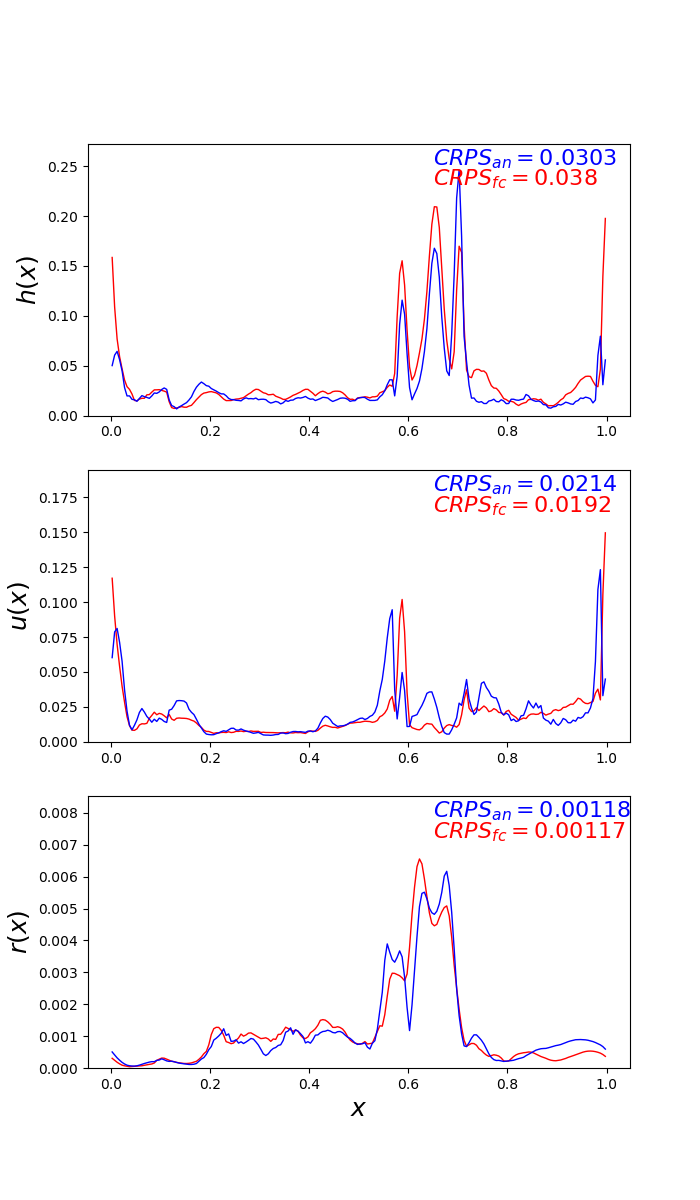 CRPS_an = 0.0303
CRPS_fc = 0.038
0.25
0.20
0.15
0.10
0.05
0.00
h(x)
0.0 0.2 0.4 0.6 0.8 1.0
CRPS_an = 0.0214
CRPS_fc = 0.0192
0.175
0.150
0.125
0.100
0.075
0.050
0.025
0.000
u(x)
0.0 0.2 0.4 0.6 0.8 1.0
CRPS_an = 0.00118
CRPS_fc = 0.00117
0.008
0.007
0.006
0.005
0.004
0.003
0.002
0.001
0.000
r(x)
0.0 0.2 0.4 0.6 0.8 1.0
x